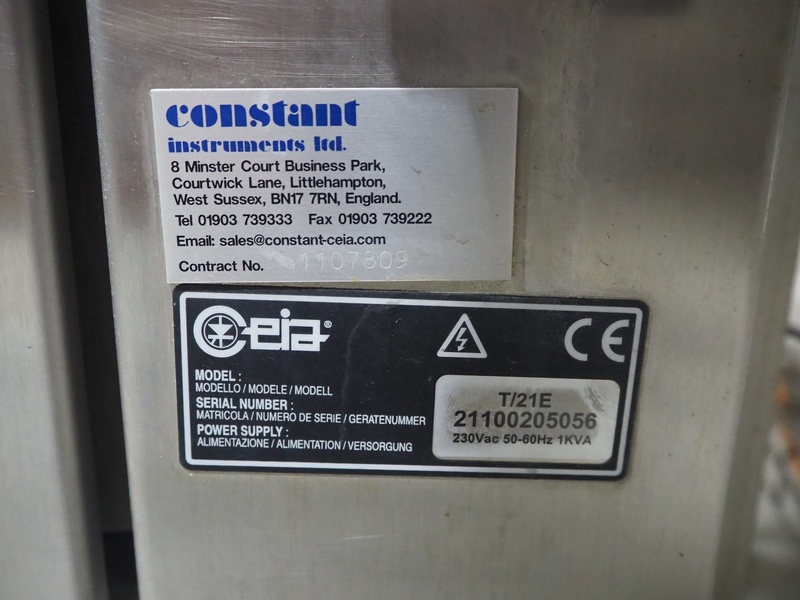 constant
instruments ltd.
8 Minster Court Business Park,
Courtwick Lane, Littlehampton,
West Sussex, BN17 7RN, England.
Tel 01903 739333 Fax 01903 739222
Email: sales@constant-ceia.com
Contract No. 1107309
Ceia®
CE
MODEL :
MODELLO / MODELE / MODELL
SERIAL NUMBER :
MATRICOLA / NUMERO DE SERIE / GERATENUMMER
POWER SUPPLY :
ALIMENTAZIONE / ALIMENTATION / VERSORGUNG
T/21E
21100205056
230Vac 50-60Hz 1KVA